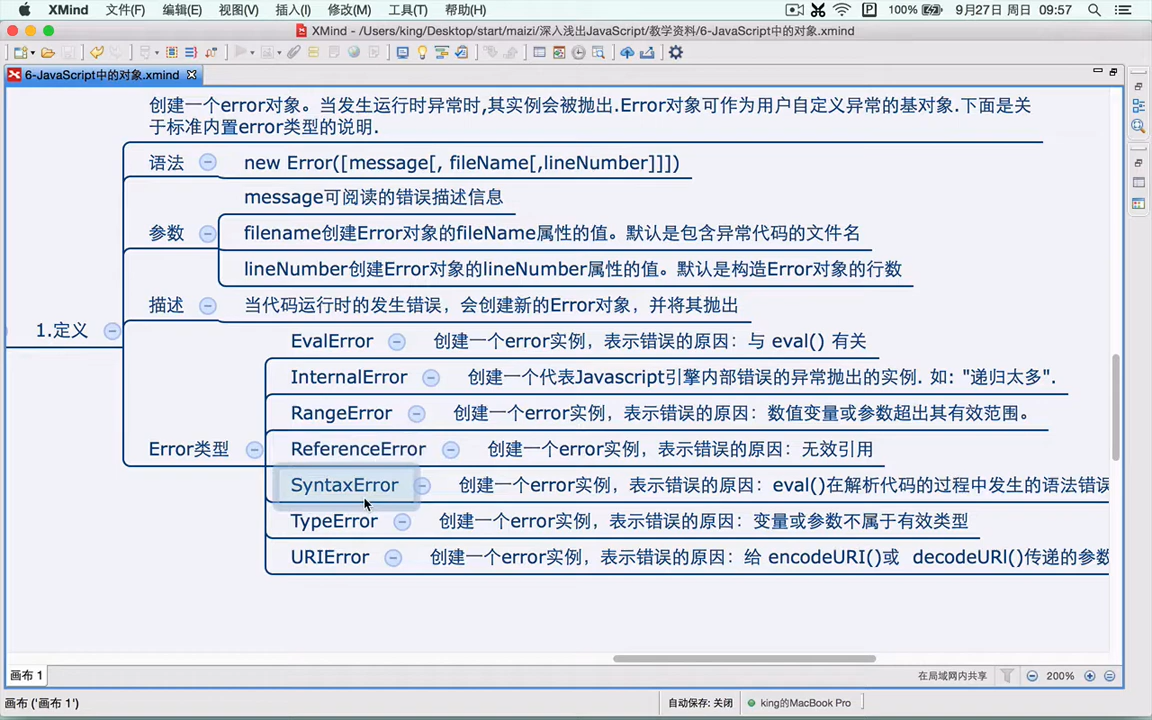 XMind 文件(F) 编辑(E) 视图(V) 插入(I) 修改(M) 工具(T) 帮助(H) 100% 9月27日 周日 09:57
XMind - /Users/king/Desktop/start/maizi/深入浅出JavaScript/教学资料/6-JavaScript中的对象.xmind
6-JavaScript中的对象.xmind
创建一个error对象。当发生运行时异常时,其实例会被抛出.Error对象可作为用户自定义异常的基对象.下面是关
于标准内置error类型的说明.
语法 new Error([message[, fileName[,lineNumber]]])
message可阅读的错误描述信息
参数 filename创建Error对象的fileName属性的值。默认是包含异常代码的文件名
lineNumber创建Error对象的lineNumber属性的值。默认是构造Error对象的行数
描述 当代码运行时的发生错误，会创建新的Error对象，并将其抛出
1.定义
EvalError 创建一个error实例，表示错误的原因：与 eval() 有关
InternalError 创建一个代表Javascript引擎内部错误的异常抛出的实例. 如: "递归太多".
RangeError 创建一个error实例，表示错误的原因：数值变量或参数超出其有效范围。
Error类型 ReferenceError 创建一个error实例，表示错误的原因：无效引用
SyntaxError 创建一个error实例，表示错误的原因：eval()在解析代码的过程中发生的语法错误
TypeError 创建一个error实例，表示错误的原因：变量或参数不属于有效类型
URIError 创建一个error实例，表示错误的原因：给 encodeURI()或 decodeURl()传递的参数
画布 1 在局域网内共享 200%
画布 ('画布 1') 自动保存: 关闭 king的MacBook Pro